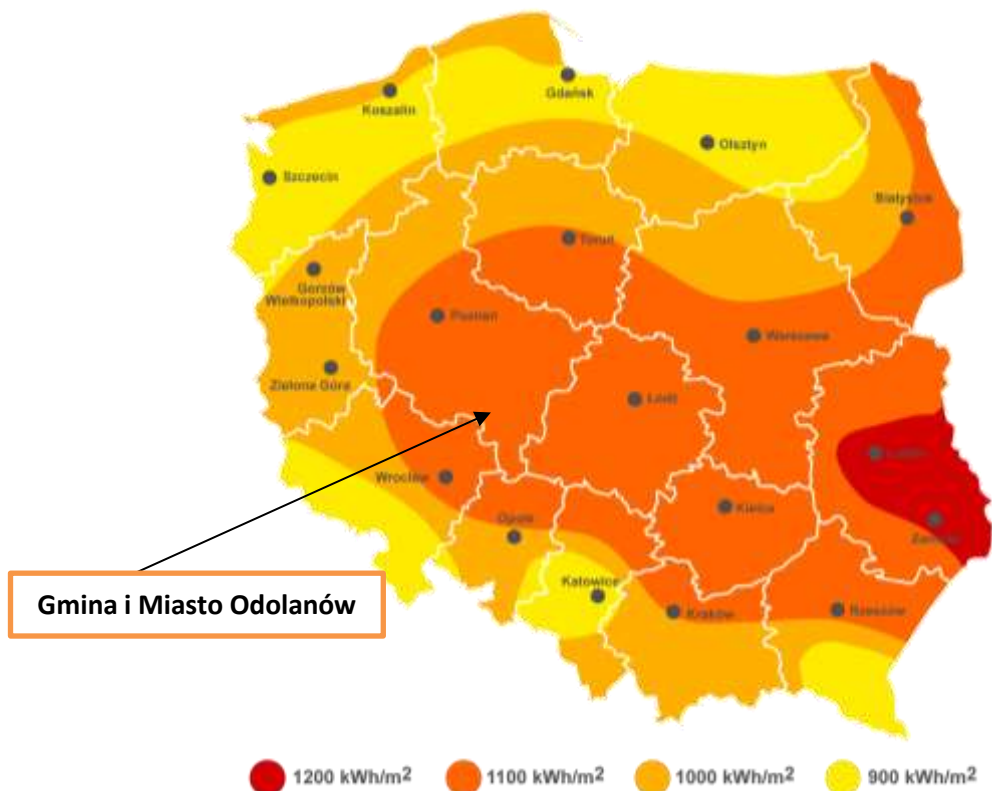 Koszalin
Gdańsk
Olsztyn
Szczecin
Białystok
Toruń
Gorzów
Wielkopolski
Poznań
Warszawa
Zielona Góra
Łódź
Lublin
Wrocław
Kielce
Opole
Zamość
Katowice
Kraków
Rzeszów
Gmina i Miasto Odolanów
1200 kWh/m²
1100 kWh/m²
1000 kWh/m²
900 kWh/m²